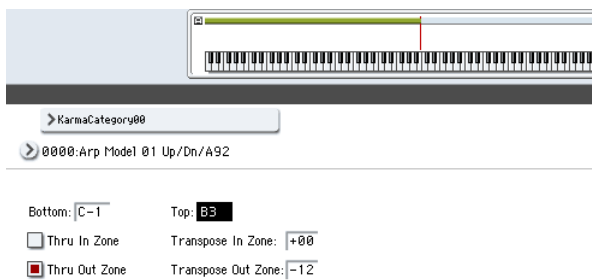 KarmaCategory00
0000:Arp Model 01 Up/Dn/A92
Bottom: C-1 Top: B3
Thru In Zone Transpose In Zone: +00
Thru Out Zone Transpose Out Zone: -12